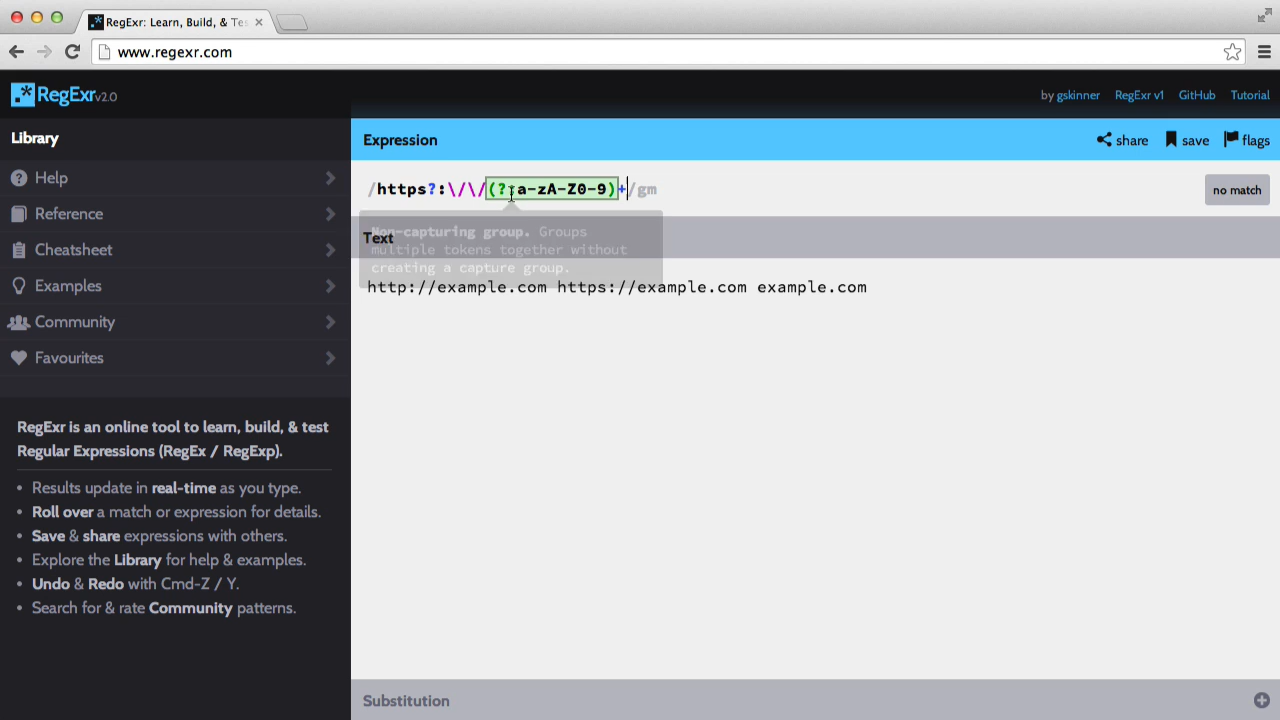 RegExr: Learn, Build, & Tes
www.regexr.com
RegExr v2.0
by gskinner RegExr v1 GitHub Tutorial
Library
Help
Reference
Cheatsheet
Examples
Community
Favourites
RegExr is an online tool to learn, build, & test
Regular Expressions (RegEx / RegExp).
• Results update in real-time as you type.
• Roll over a match or expression for details.
• Save & share expressions with others.
• Explore the Library for help & examples.
• Undo & Redo with Cmd-Z / Y.
• Search for & rate Community patterns.
Expression
share save flags
/https?:\/\/(?:a-zA-Z0-9)+/gm
no match
Text
Non-capturing group. Groups
multiple tokens together without
creating a capture group.
http://example.com https://example.com example.com
Substitution